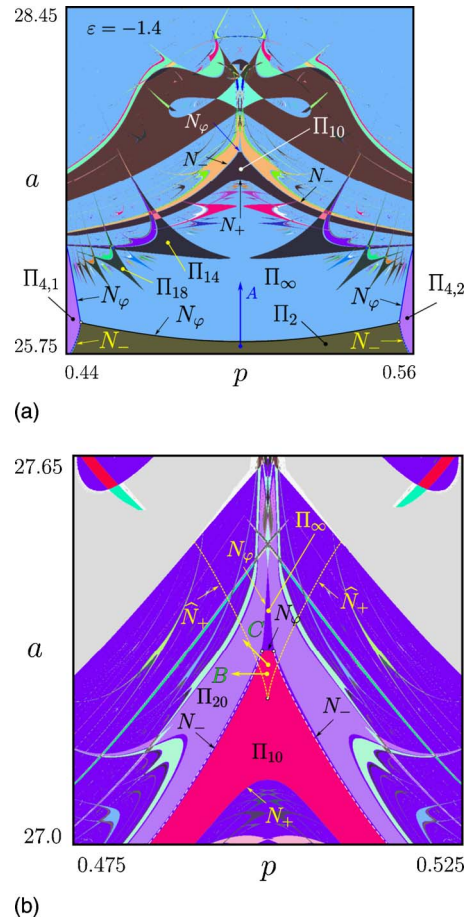 28.45
ε = −1.4
N_φ
Π_10
N_−
N_−
a
N_+
Π_14
Π_∞
N_φ
Π_18
N_φ
Π_4,1
N_φ
A
Π_4,2
Π_2
25.75
N_−
N_−
0.44
p
0.56
(a)
27.65
N_φ
Π_∞
N̂_+
N̂_+
N_φ
a
C
B
Π_20
N_−
N_−
Π_10
N_+
27.0
0.475
p
0.525
(b)